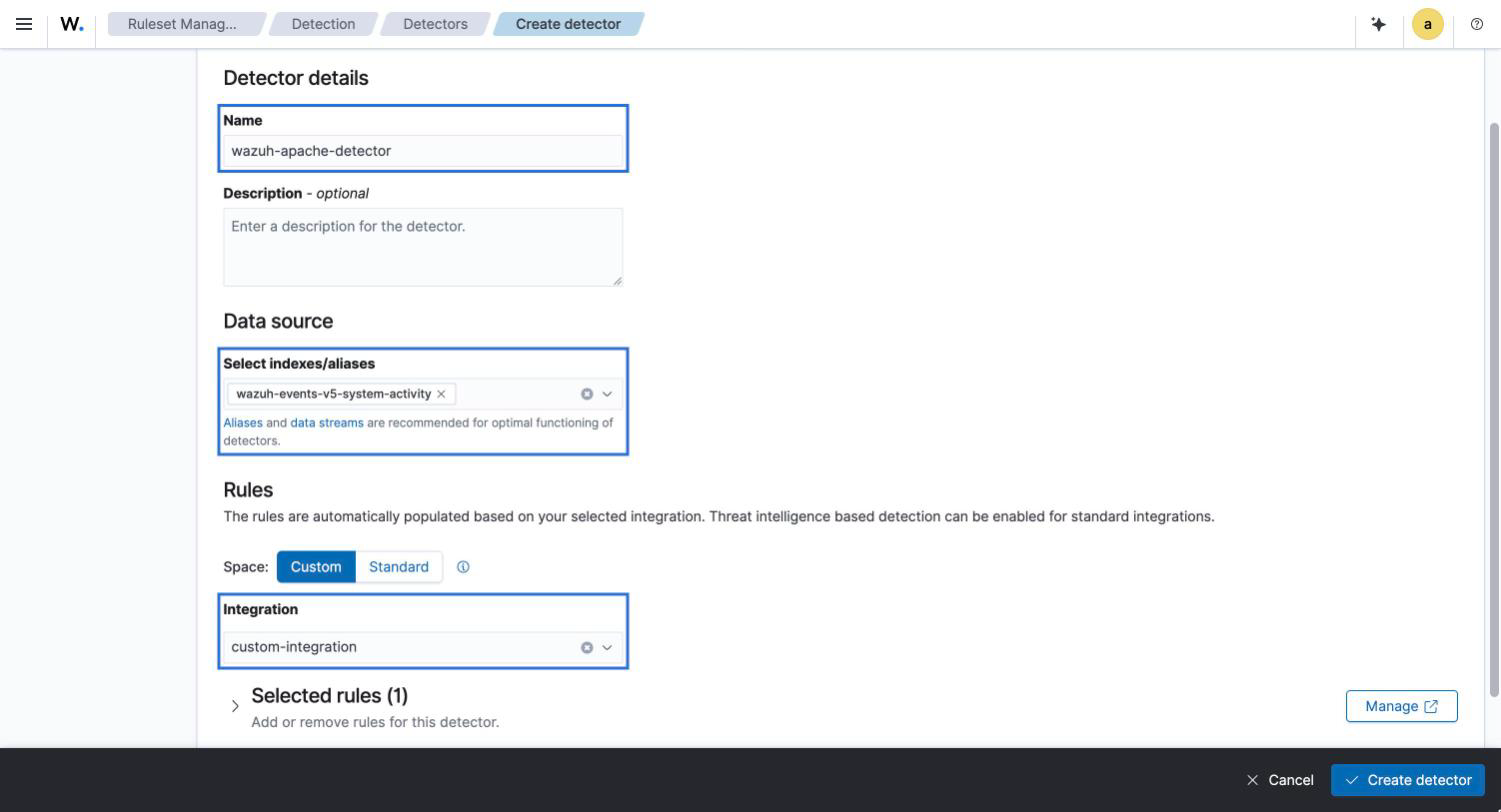 W.
Ruleset Manag...
Detection
Detectors
Create detector
a
Detector details
Name
wazuh-apache-detector
Description - optional
Enter a description for the detector.
Data source
Select indexes/aliases
wazuh-events-v5-system-activity
Aliases and data streams are recommended for optimal functioning of
detectors.
Rules
The rules are automatically populated based on your selected integration. Threat intelligence based detection can be enabled for standard integrations.
Space: Custom Standard
Integration
custom-integration
Selected rules (1)
Add or remove rules for this detector.
Manage
Cancel
Create detector